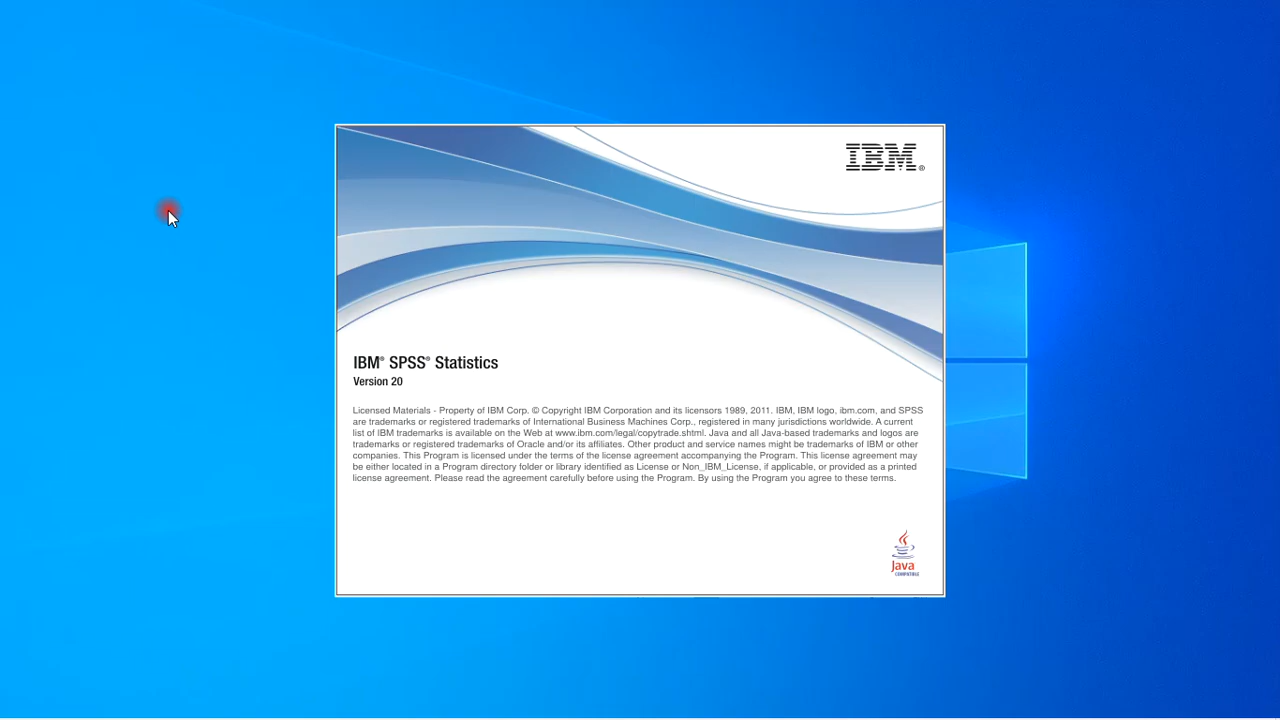 IBM®
IBM® SPSS® Statistics
Version 20
Licensed Materials - Property of IBM Corp. © Copyright IBM Corporation and its licensors 1989, 2011. IBM, IBM logo, ibm.com, and SPSS
are trademarks or registered trademarks of International Business Machines Corp., registered in many jurisdictions worldwide. A current
list of IBM trademarks is available on the Web at www.ibm.com/legal/copytrade.shtml. Java and all Java-based trademarks and logos are
trademarks or registered trademarks of Oracle and/or its affiliates. Other product and service names might be trademarks of IBM or other
companies. This Program is licensed under the terms of the license agreement accompanying the Program. This license agreement may
be either located in a Program directory folder or library identified as License or Non_IBM_License, if applicable, or provided as a printed
license agreement. Please read the agreement carefully before using the Program. By using the Program you agree to these terms.
Java
COMPATIBLE